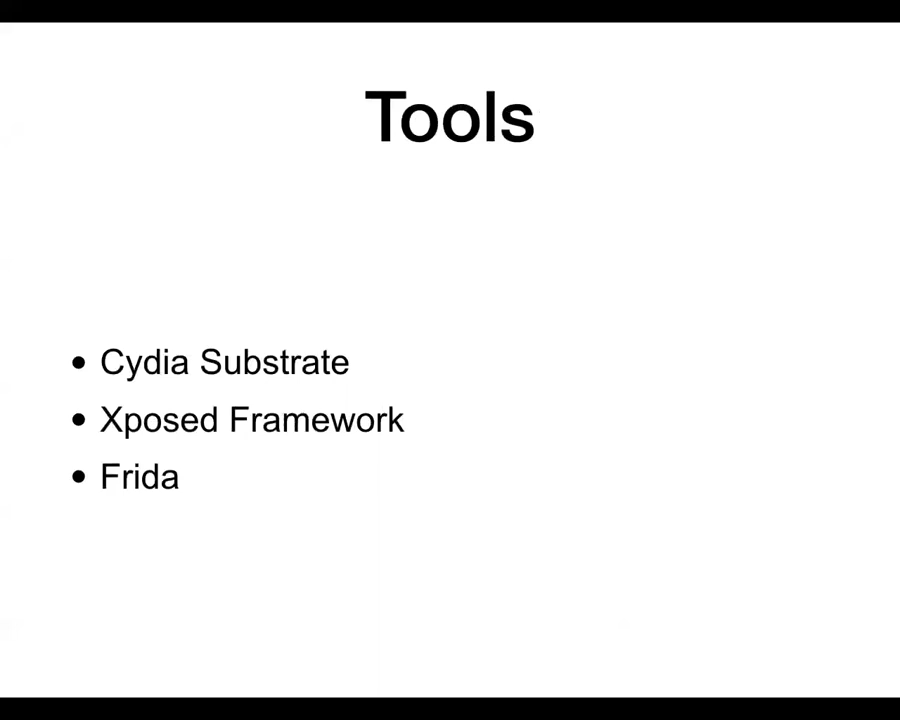 Tools
• Cydia Substrate
• Xposed Framework
• Frida